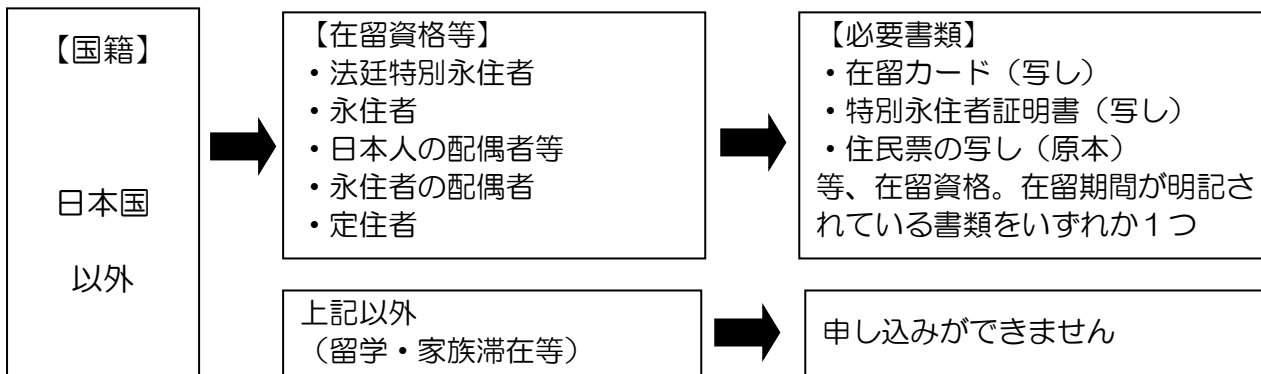 【国籍】
日本国
以外
【在留資格等】
・法廷特別永住者
・永住者
・日本人の配偶者等
・永住者の配偶者
・定住者
【必要書類】
・在留カード（写し）
・特別永住者証明書（写し）
・住民票の写し（原本）
等、在留資格。在留期間が明記さ
れている書類をいずれか１つ
上記以外
（留学・家族滞在等）
申し込みができません